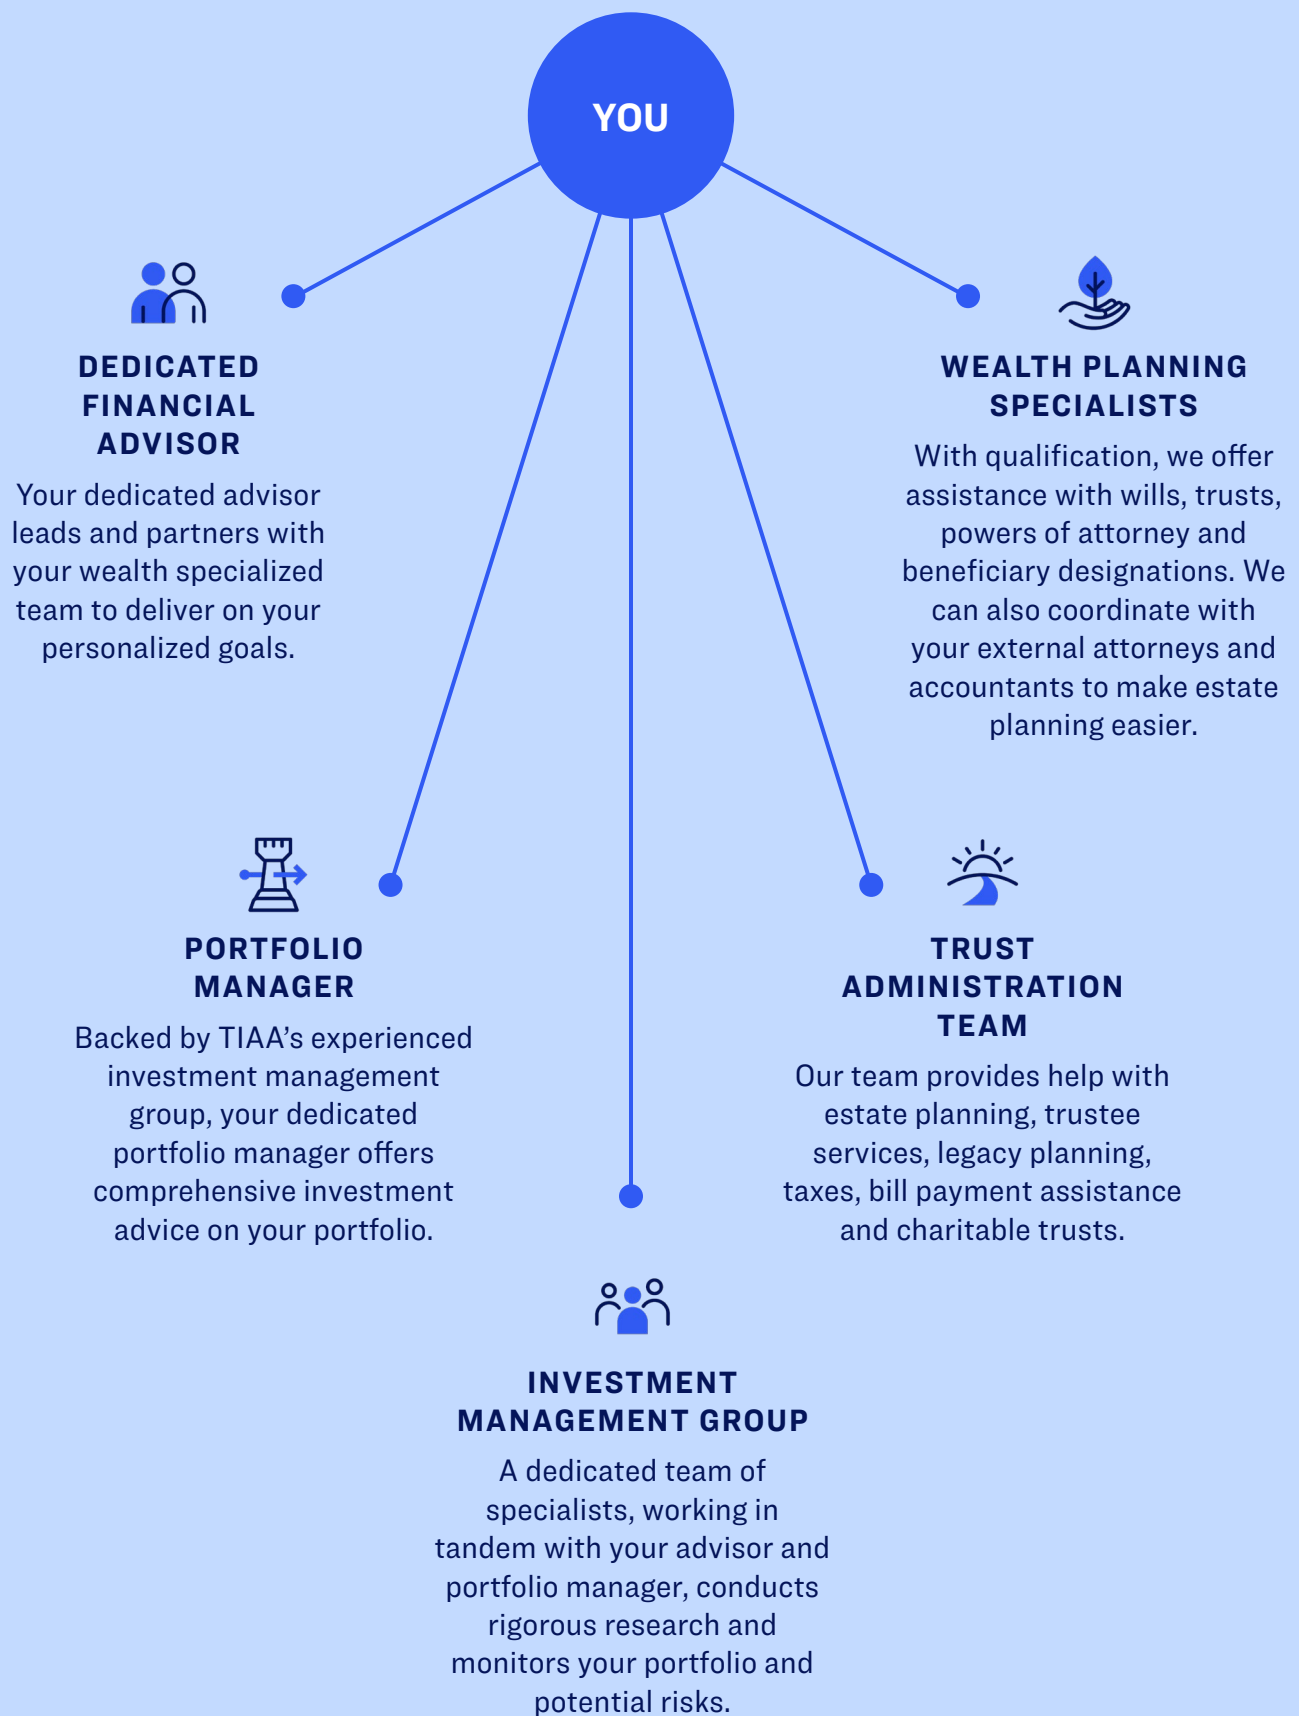 YOU
DEDICATED
FINANCIAL
ADVISOR
Your dedicated advisor
leads and partners with
your wealth specialized
team to deliver on your
personalized goals.
WEALTH PLANNING
SPECIALISTS
With qualification, we offer
assistance with wills, trusts,
powers of attorney and
beneficiary designations. We
can also coordinate with
your external attorneys and
accountants to make estate
planning easier.
PORTFOLIO
MANAGER
Backed by TIAA’s experienced
investment management
group, your dedicated
portfolio manager offers
comprehensive investment
advice on your portfolio.
TRUST
ADMINISTRATION
TEAM
Our team provides help with
estate planning, trustee
services, legacy planning,
taxes, bill payment assistance
and charitable trusts.
INVESTMENT
MANAGEMENT GROUP
A dedicated team of
specialists, working in
tandem with your advisor and
portfolio manager, conducts
rigorous research and
monitors your portfolio and
potential risks.